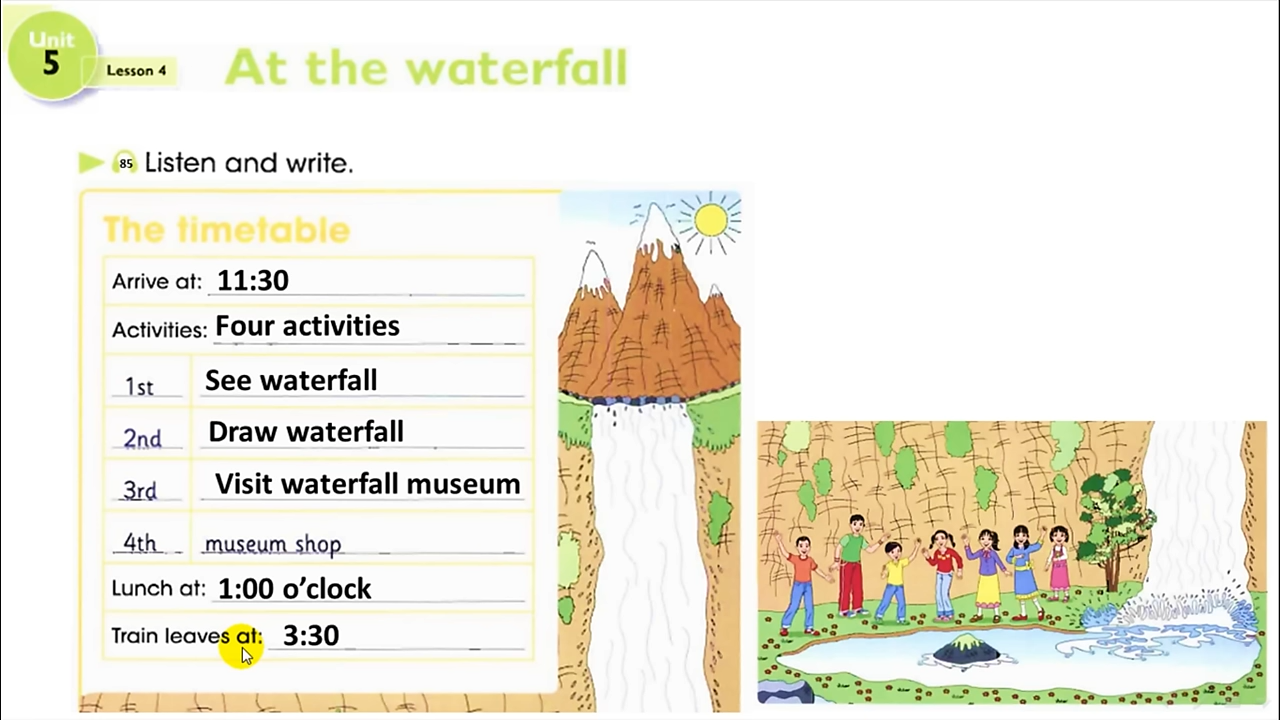 Unit
5
Lesson 4
At the waterfall
85 Listen and write.
The timetable
Arrive at: 11:30
Activities: Four activities
1st See waterfall
2nd Draw waterfall
3rd Visit waterfall museum
4th museum shop
Lunch at: 1:00 o’clock
Train leaves at: 3:30